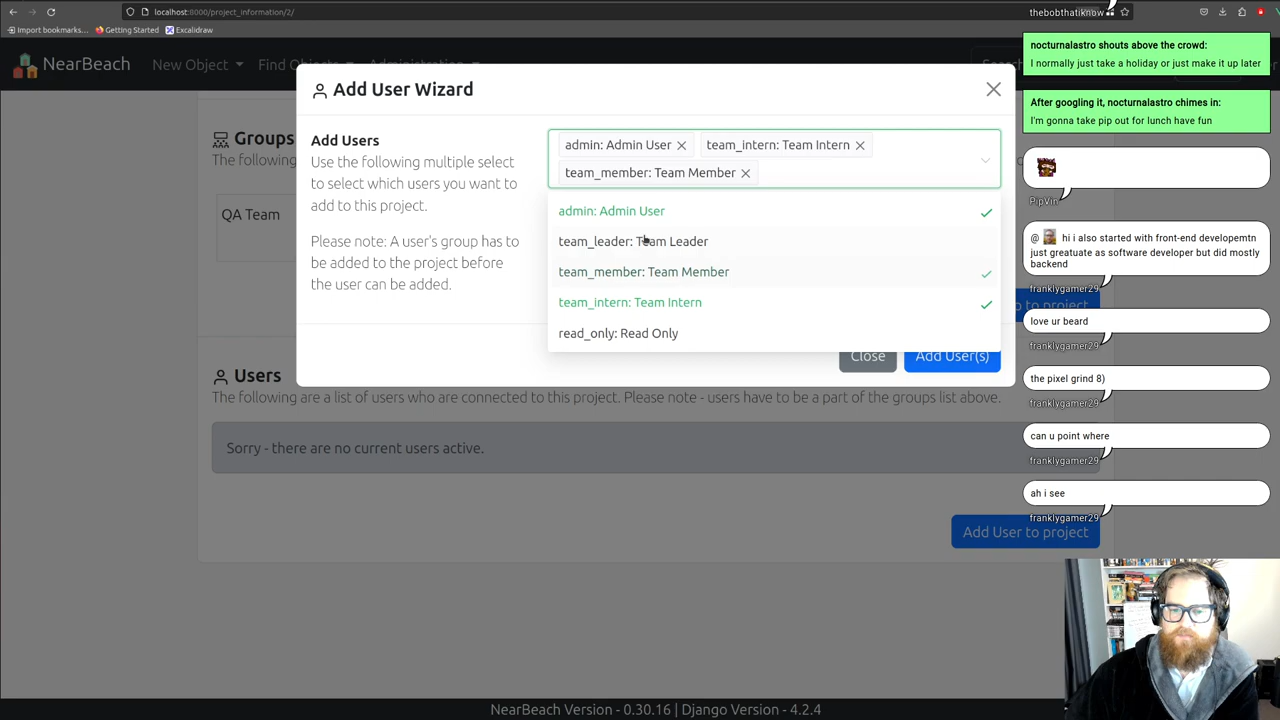 localhost:8000/project_information/2/
Import bookmarks...
Getting Started
Excalidraw
NearBeach
New Object
Find Objects
Administration
Add User Wizard
Add Users
Use the following multiple select
to select which users you want
to add to this project.
Please note: A user's group has to
be added to the project before
the user can be added.
admin: Admin User
team_intern: Team Intern
team_member: Team Member
admin: Admin User
team_leader: Team Leader
team_member: Team Member
team_intern: Team Intern
read_only: Read Only
Close
Add User(s)
Groups
The following
QA Team
to project
Users
The following are a list of users who are connected to this project. Please note - users have to be a part of the groups list above.
Sorry - there are no current users active.
Add User to project
NearBeach Version - 0.30.16 | Django Version - 4.2.4
thebobthatiknow
nocturnalastro shouts above the crowd:
I normally just take a holiday or just make it up later
After googling it, nocturnalastro chimes in:
I'm gonna take pip out for lunch have fun
PipVin
@ hi i also started with front-end developemtn
just greatuate as software developer but did mostly
backend
franklygamer29
love ur beard
franklygamer29
the pixel grind 8)
franklygamer29
can u point where
franklygamer29
ah i see
franklygamer29